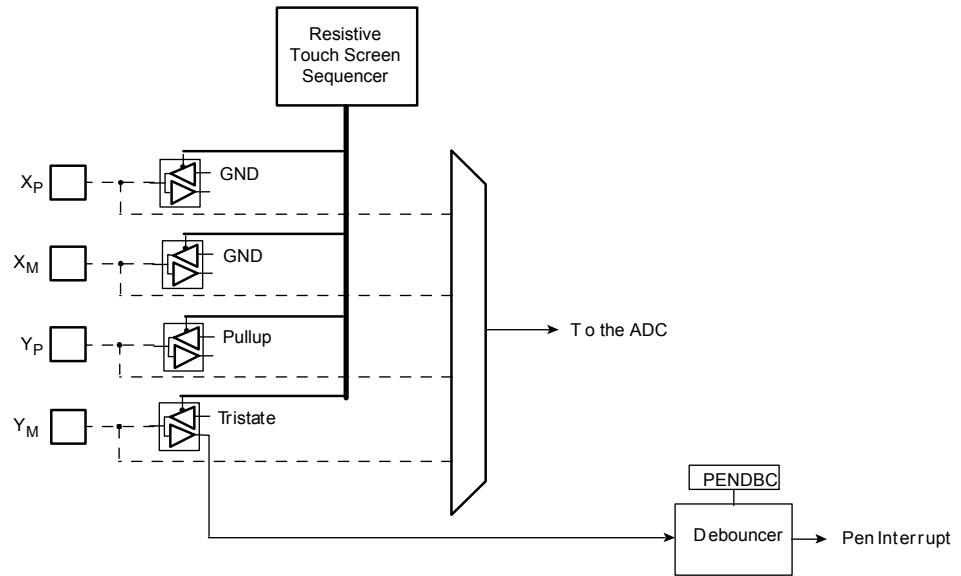 Resistive
Touch Screen
Sequencer
XP
GND
XM
GND
YP
Pullup
To the ADC
YM
Tristate
PENDBC
Debouncer
Pen Interrupt